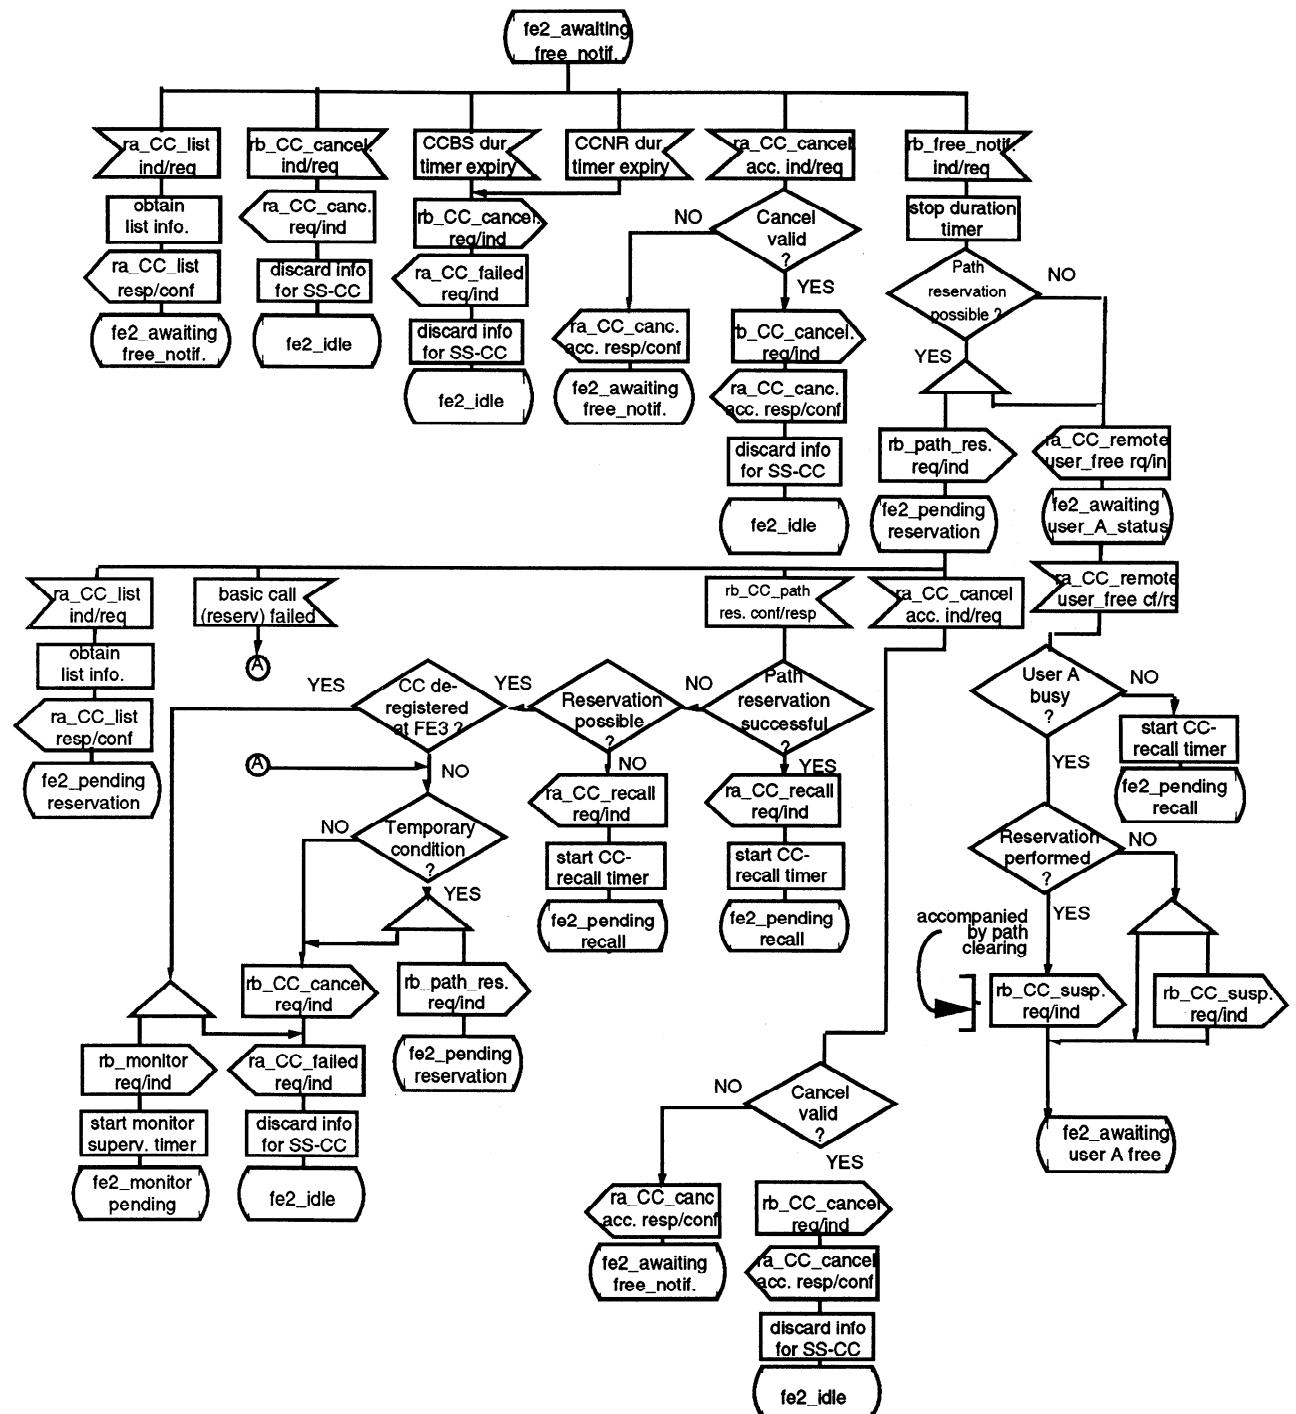 fe2_awaiting
free_notif.
ra_CC_list
ind/req
obtain
list info.
ra_CC_list
resp/conf
fe2_awaiting
free_notif.
rb_CC_cancel.
ind/req
ra_CC_canc.
req/ind
discard info
for SS-CC
fe2_idle
CCBS dur.
timer expiry
CCNR dur.
timer expiry
rb_CC_cancel.
req/ind
ra_CC_failed
req/ind
discard info
for SS-CC
fe2_idle
ra_CC_cancel
acc. ind/req
Cancel
valid
?
NO
YES
ra_CC_canc.
acc. resp/conf
fe2_awaiting
free_notif.
rb_CC_cancel.
req/ind
ra_CC_canc.
acc. resp/conf
discard info
for SS-CC
fe2_idle
rb_free_notif.
ind/req
stop duration
timer
Path
reservation
possible ?
NO
YES
rb_path_res.
req/ind
fe2_pending
reservation
ra_CC_remote
user_free rq/in
fe2_awaiting
user_A_status
ra_CC_list
ind/req
obtain
list info.
ra_CC_list
resp/conf
fe2_pending
reservation
basic call
(reserv) failed
A
rb_CC_path
res. conf/resp
ra_CC_cancel
acc. ind/req
ra_CC_remote
user_free cf/rs
YES
CC de-
registered
at FE3 ?
YES
Reservation
possible
?
NO
Path
reservation
successful
?
A
NO
NO
YES
Temporary
condition
?
NO
YES
ra_CC_recall
req/ind
start CC-
recall timer
fe2_pending
recall
ra_CC_recall
req/ind
start CC-
recall timer
fe2_pending
recall
User A
busy
?
NO
YES
start CC-
recall timer
fe2_pending
recall
Reservation
performed
?
NO
YES
accompanied
by path
clearing
rb_CC_susp.
req/ind
rb_CC_susp.
req/ind
fe2_awaiting
user A free
rb_CC_cancel
req/ind
rb_path_res.
req/ind
fe2_pending
reservation
rb_monitor
req/ind
start monitor
superv. timer
fe2_monitor
pending
ra_CC_failed
req/ind
discard info
for SS-CC
fe2_idle
NO
Cancel
valid
?
YES
ra_CC_canc
acc. resp/conf
fe2_awaiting
free_notif.
rb_CC_cancel
req/ind
ra_CC_cancel
acc. resp/conf
discard info
for SS-CC
fe2_idle